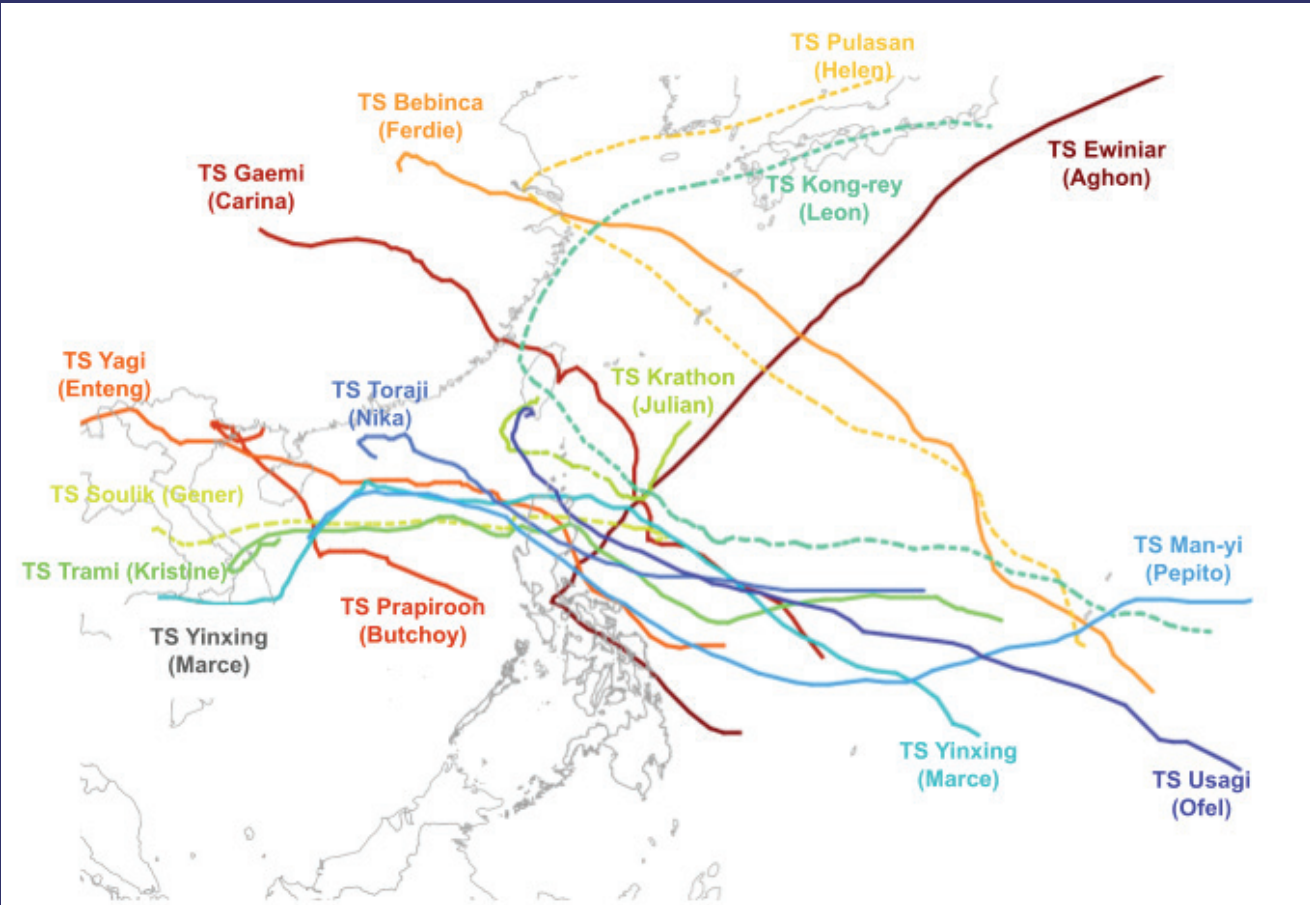 TS Pulasan
(Helen)
TS Bebinca
(Ferdie)
TS Ewiniar
(Aghon)
TS Gaemi
(Carina)
TS Kong-rey
(Leon)
TS Yagi
(Enteng)
TS Toraji
(Nika)
TS Krathon
(Julian)
TS Soulik (Gener)
TS Man-yi
(Pepito)
TS Trami (Kristine)
TS Prapiroon
(Butchoy)
TS Yinxing
(Marce)
TS Yinxing
(Marce)
TS Usagi
(Ofel)